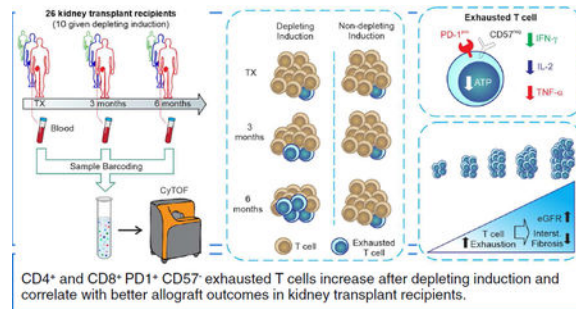 26 kidney transplant recipients
(10 given depleting induction)
TX
3 months
6 months
Blood
Sample Barcoding
CyTOF
Depleting
Induction
Non-depleting
Induction
TX
3
months
6
months
T cell
Exhausted
T cell
Exhausted T cell
PD-1pos
CD57neg
ATP
IFN-γ
IL-2
TNF-α
eGFR
T cell
Exhaustion
Interst.
Fibrosis
CD4+ and CD8+ PD1+ CD57- exhausted T cells increase after depleting induction and
correlate with better allograft outcomes in kidney transplant recipients.